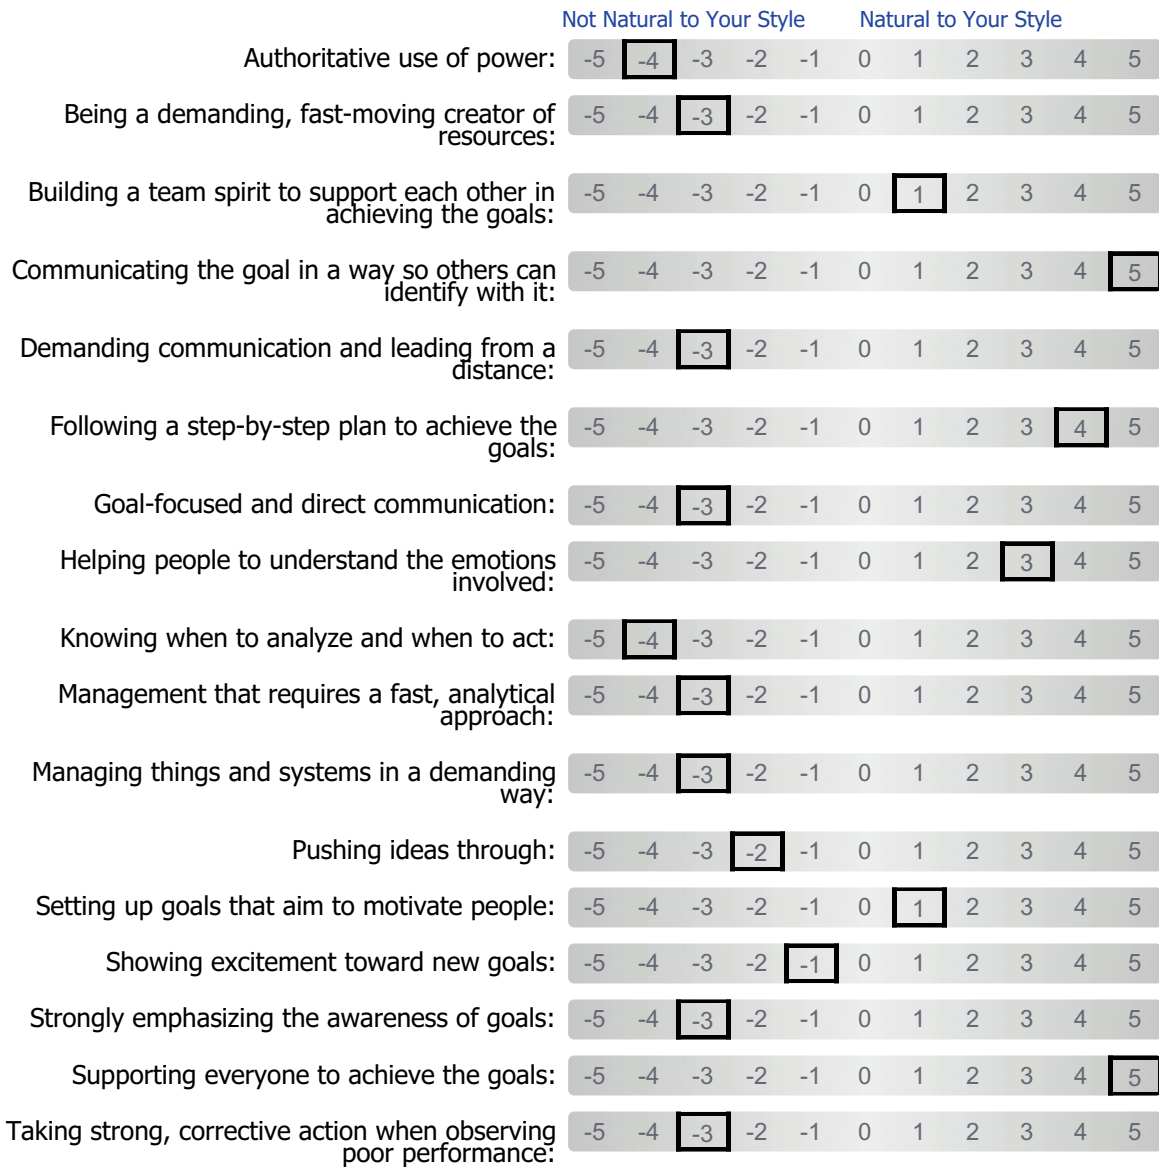 Not Natural to Your Style Natural to Your Style
Authoritative use of power: -5 -4 -3 -2 -1 0 1 2 3 4 5
Being a demanding, fast-moving creator of
resources: -5 -4 -3 -2 -1 0 1 2 3 4 5
Building a team spirit to support each other in
achieving the goals: -5 -4 -3 -2 -1 0 1 2 3 4 5
Communicating the goal in a way so others can
identify with it: -5 -4 -3 -2 -1 0 1 2 3 4 5
Demanding communication and leading from a
distance: -5 -4 -3 -2 -1 0 1 2 3 4 5
Following a step-by-step plan to achieve the
goals: -5 -4 -3 -2 -1 0 1 2 3 4 5
Goal-focused and direct communication: -5 -4 -3 -2 -1 0 1 2 3 4 5
Helping people to understand the emotions
involved: -5 -4 -3 -2 -1 0 1 2 3 4 5
Knowing when to analyze and when to act: -5 -4 -3 -2 -1 0 1 2 3 4 5
Management that requires a fast, analytical
approach: -5 -4 -3 -2 -1 0 1 2 3 4 5
Managing things and systems in a demanding
way: -5 -4 -3 -2 -1 0 1 2 3 4 5
Pushing ideas through: -5 -4 -3 -2 -1 0 1 2 3 4 5
Setting up goals that aim to motivate people: -5 -4 -3 -2 -1 0 1 2 3 4 5
Showing excitement toward new goals: -5 -4 -3 -2 -1 0 1 2 3 4 5
Strongly emphasizing the awareness of goals: -5 -4 -3 -2 -1 0 1 2 3 4 5
Supporting everyone to achieve the goals: -5 -4 -3 -2 -1 0 1 2 3 4 5
Taking strong, corrective action when observing
poor performance: -5 -4 -3 -2 -1 0 1 2 3 4 5